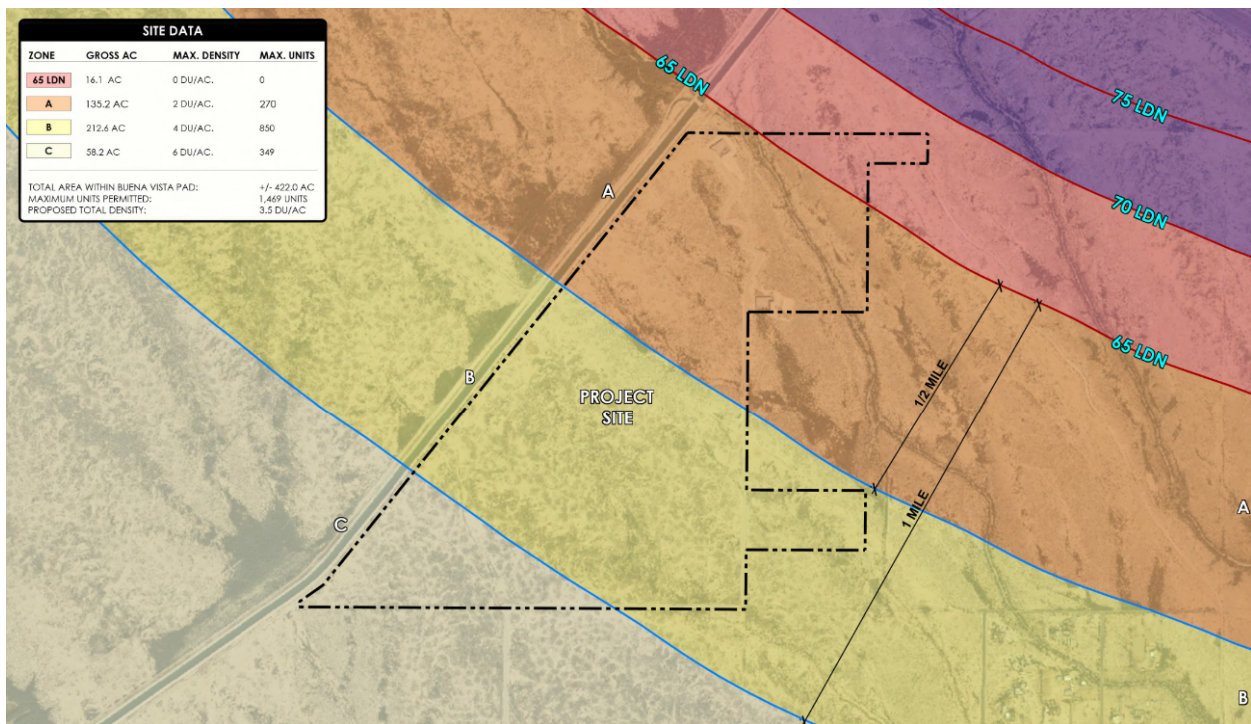 SITE DATA
ZONE GROSS AC MAX. DENSITY MAX. UNITS
65 LDN 16.1 AC 0 DU/AC. 0
A 135.2 AC 2 DU/AC. 270
B 212.6 AC 4 DU/AC. 850
C 58.2 AC 6 DU/AC. 349
TOTAL AREA WITHIN BUENA VISTA PAD: +/- 422.0 AC
MAXIMUM UNITS PERMITTED: 1,469 UNITS
PROPOSED TOTAL DENSITY: 3.5 DU/AC
65 LDN
75 LDN
A
70 LDN
65 LDN
B
PROJECT
SITE
1/2 MILE
1 MILE
C
A
B